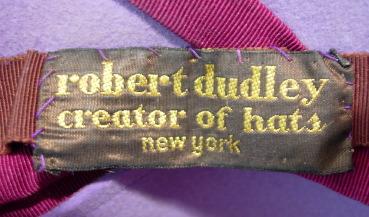 robert dudley
creator of hats
new york